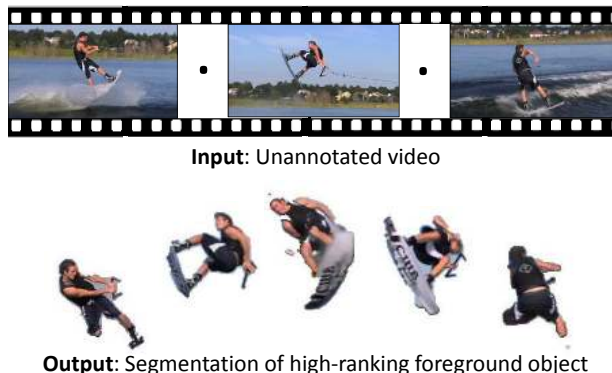 Input: Unannotated video
Output: Segmentation of high-ranking foreground object